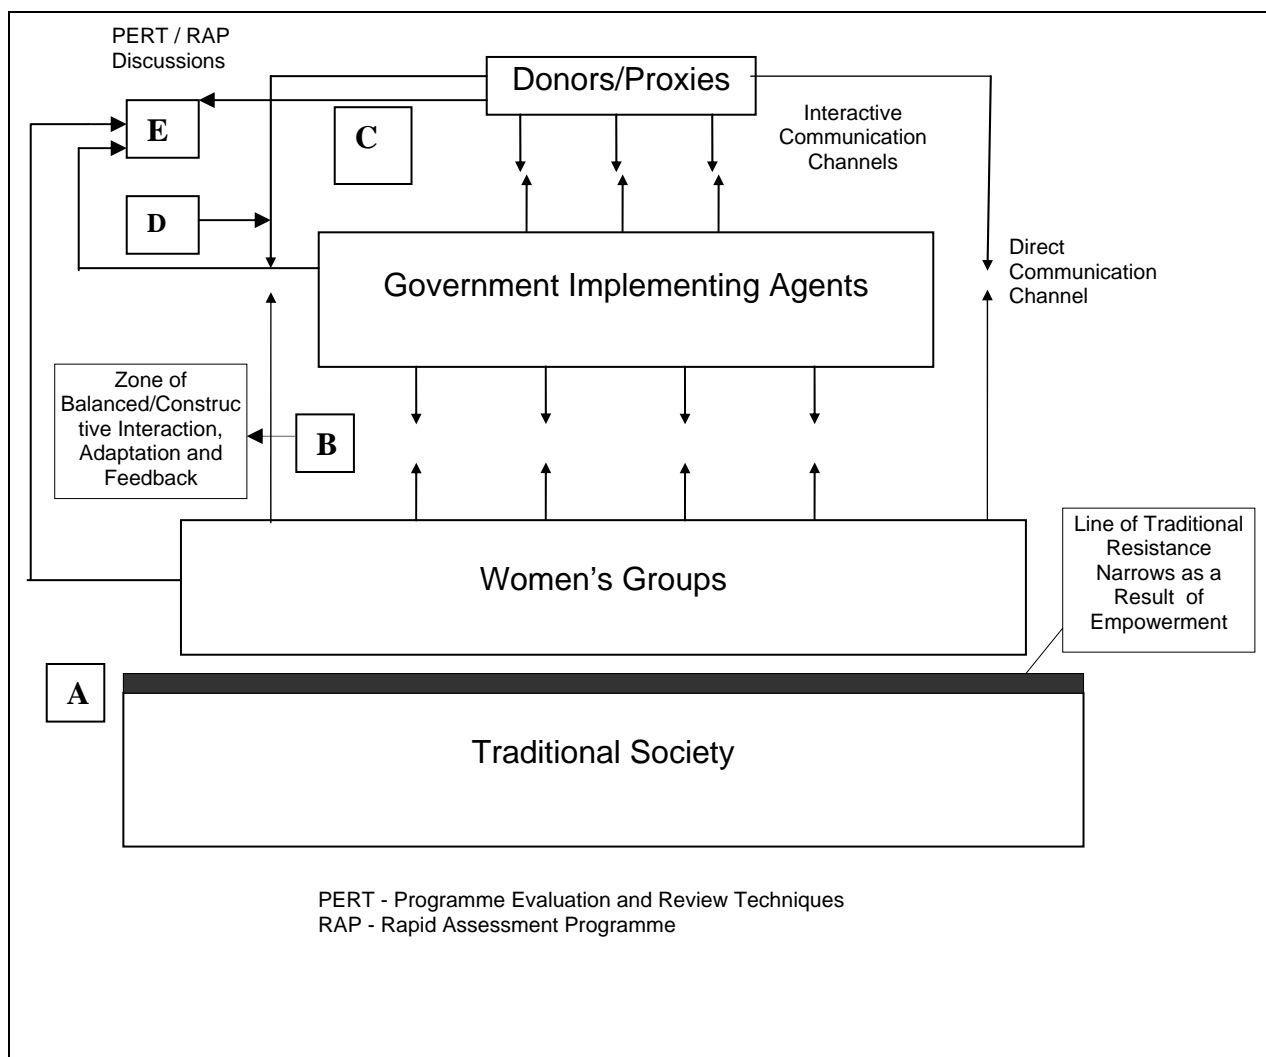 PERT / RAP
Discussions
Donors/Proxies
E
C
Interactive
Communication
Channels
D
Direct
Communication
Channel
Government Implementing Agents
Zone of
Balanced/Construc
tive Interaction,
Adaptation and
Feedback
B
Line of Traditional
Resistance
Narrows as a
Result of
Empowerment
Women’s Groups
A
Traditional Society
PERT - Programme Evaluation and Review Techniques
RAP - Rapid Assessment Programme